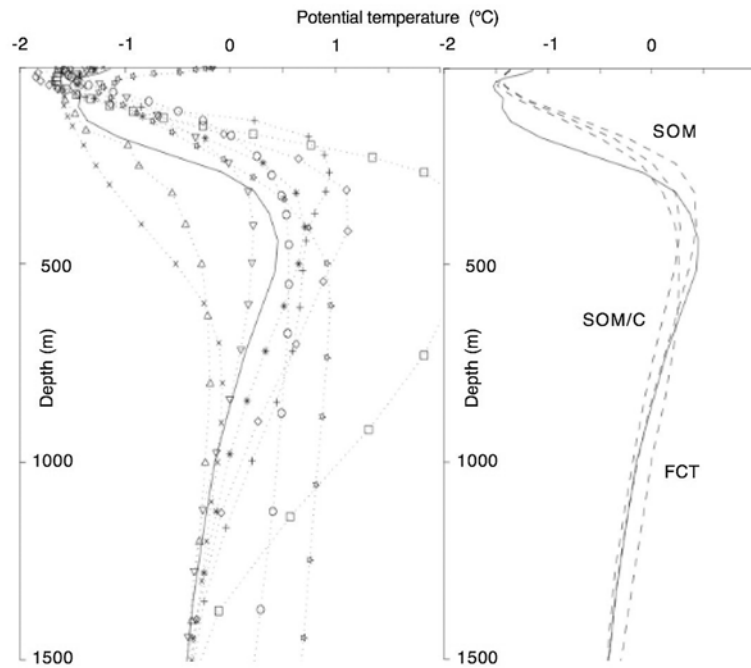 Potential temperature (°C)
-2 -1 0 1 -2 -1 0
SOM
500 500
SOM/C
Depth (m) Depth (m)
1000 1000
FCT
1500 1500